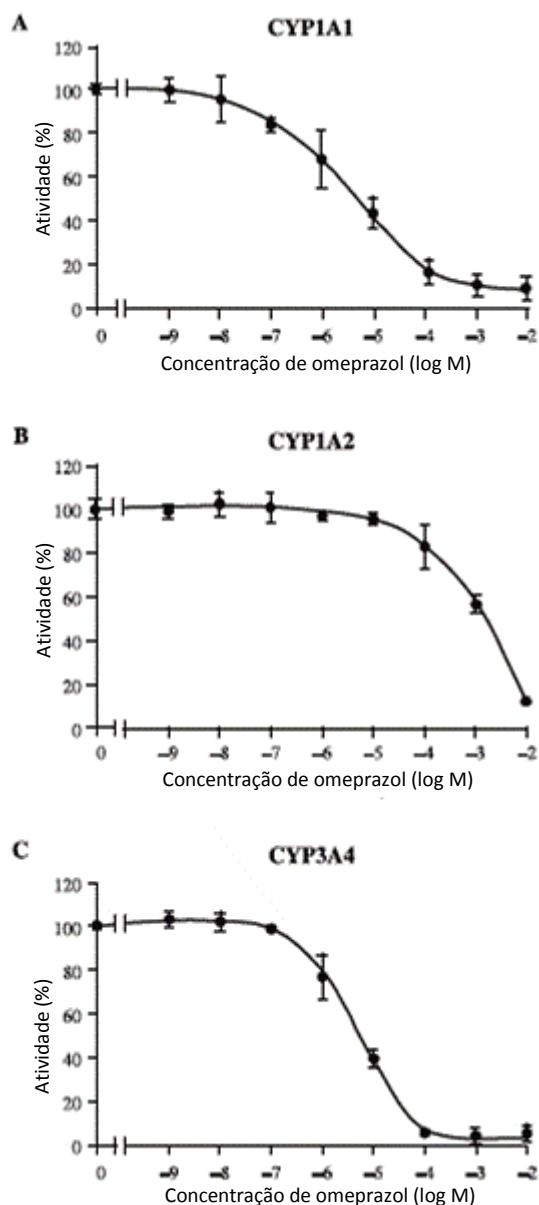 A
CYP1A1
Atividade (%)
120
100
80
60
40
20
0
0 –9 –8 –7 –6 –5 –4 –3 –2
Concentração de omeprazol (log M)
B
CYP1A2
Atividade (%)
120
100
80
60
40
20
0
0 –9 –8 –7 –6 –5 –4 –3 –2
Concentração de omeprazol (log M)
C
CYP3A4
Atividade (%)
120
100
80
60
40
20
0
0 –9 –8 –7 –6 –5 –4 –3 –2
Concentração de omeprazol (log M)